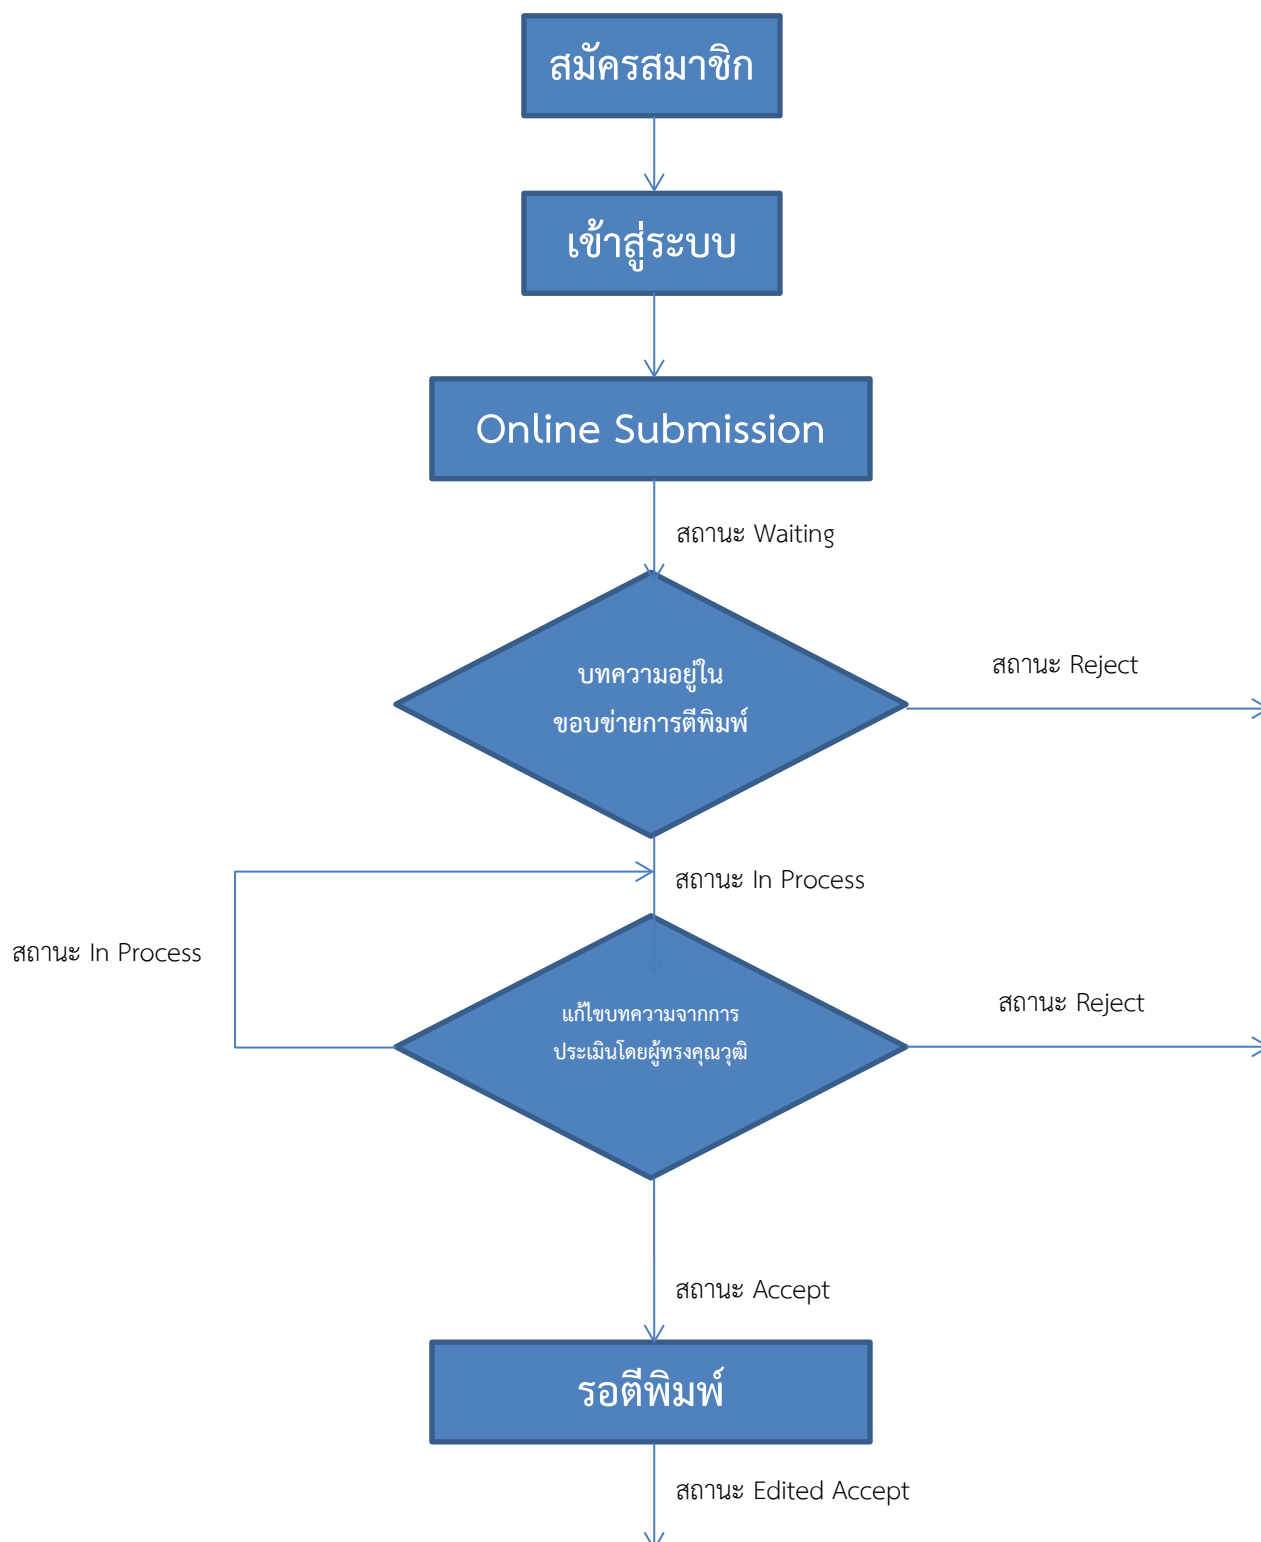 สมัครสมาชิก
เข้าสู่ระบบ
Online Submission
สถานะ Waiting
บทความอยู่ใน
ขอบข่ายการตีพิมพ์
สถานะ Reject
สถานะ In Process
สถานะ In Process
แก้ไขบทความจากการ
ประเมินโดยผู้ทรงคุณวุฒิ
สถานะ Reject
สถานะ Accept
รอตีพิมพ์
สถานะ Edited Accept